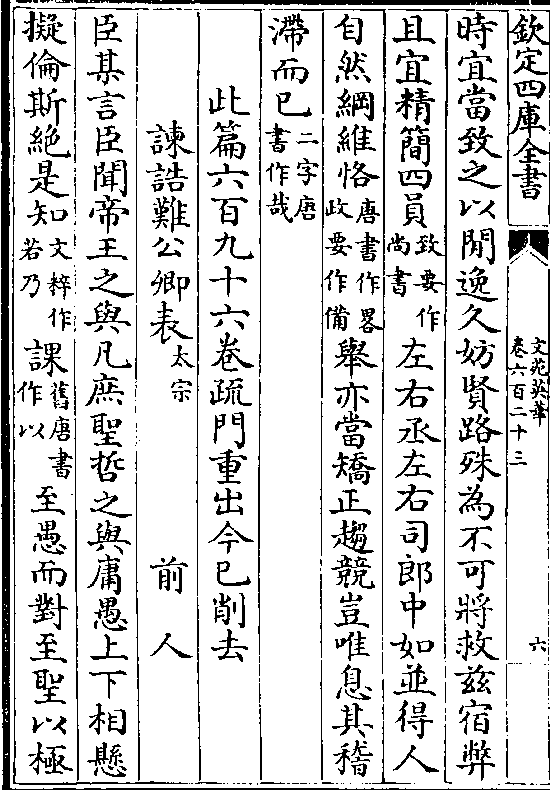 欽定四庫全書
文苑英華
卷六百二十三
六
時宜當致之以閒逸久妨賢路殊為不可將救兹宿弊
且宜精簡四員致要作尚書左右丞左右司郎中如並得人
自然綱維恪唐書作畧政要作備舉亦當矯正趨競豈唯息其稽
滯而已二字唐書作哉
此篇六百九十六卷疏門重出今已削去
諫詰難公卿表太宗 前人
臣某言臣聞帝王之與凡庶聖哲之與庸愚上下相懸
擬倫斯絶是知文粹作若乃課舊唐書作以至愚而對至聖以極